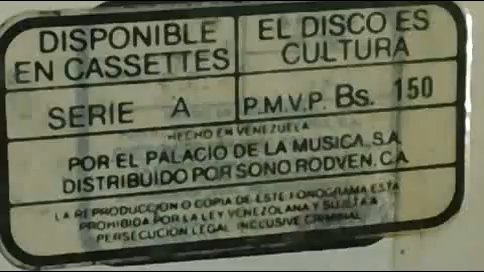 DISPONIBLE
EN CASSETTES
EL DISCO ES
CULTURA
SERIE A
P.M.V.P. Bs. 150
HECHO EN VENEZUELA
POR EL PALACIO DE LA MUSICA, S.A.
DISTRIBUIDO POR SONO RODVEN, C.A.
LA REPRODUCCION O COPIA DE ESTE FONOGRAMA ESTA
PROHIBIDA POR LA LEY VENEZOLANA Y SUJETA A
PERSECUCION LEGAL INCLUSIVE CRIMINAL